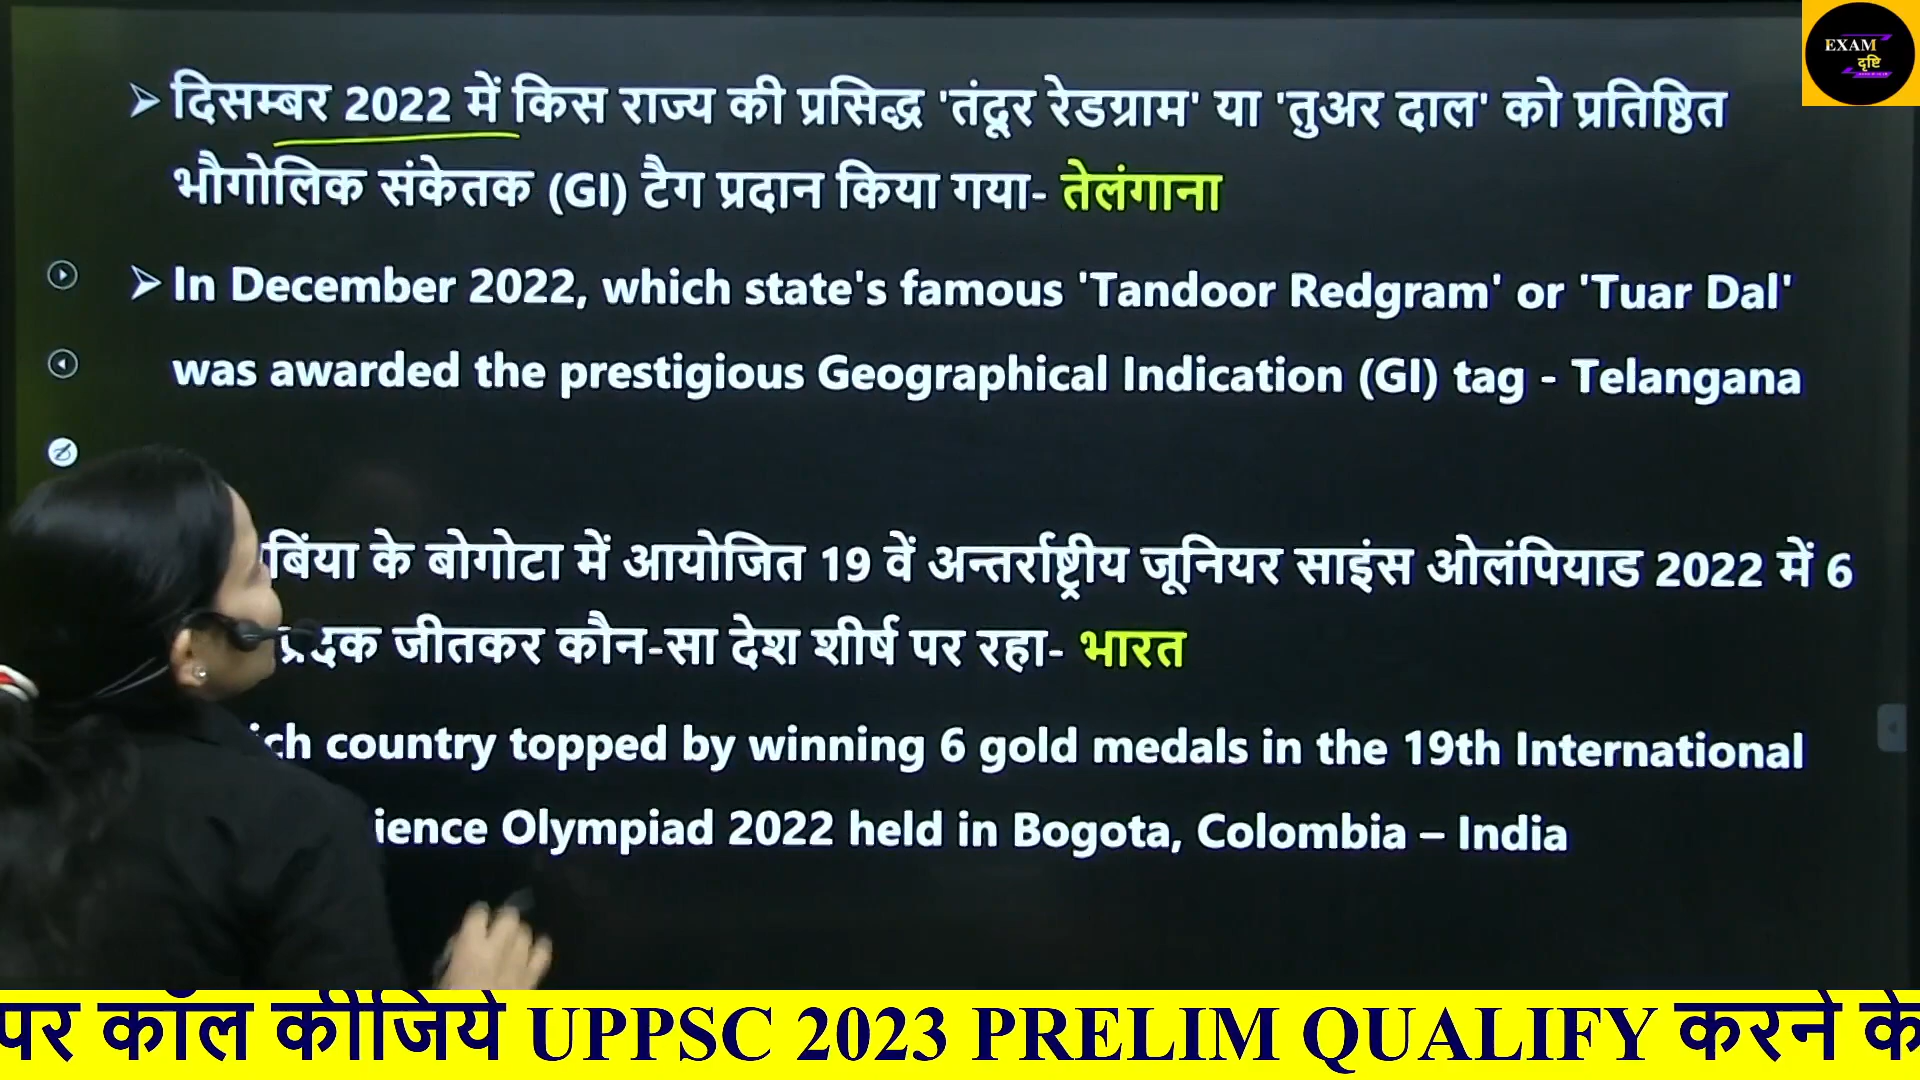 EXAM
दृष्टि
दिसम्बर 2022 में किस राज्य की प्रसिद्ध 'तंदूर रेडग्राम' या 'तुअर दाल' को प्रतिष्ठित
भौगोलिक संकेतक (GI) टैग प्रदान किया गया- तेलंगाना
In December 2022, which state's famous 'Tandoor Redgram' or 'Tuar Dal'
was awarded the prestigious Geographical Indication (GI) tag - Telangana
बिंया के बोगोटा में आयोजित 19 वें अन्तर्राष्ट्रीय जूनियर साइंस ओलंपियाड 2022 में 6
जीतकर कौन-सा देश शीर्ष पर रहा- भारत
country topped by winning 6 gold medals in the 19th International
ience Olympiad 2022 held in Bogota, Colombia – India
पर कॉल कीजिये UPPSC 2023 PRELIM QUALIFY करने के